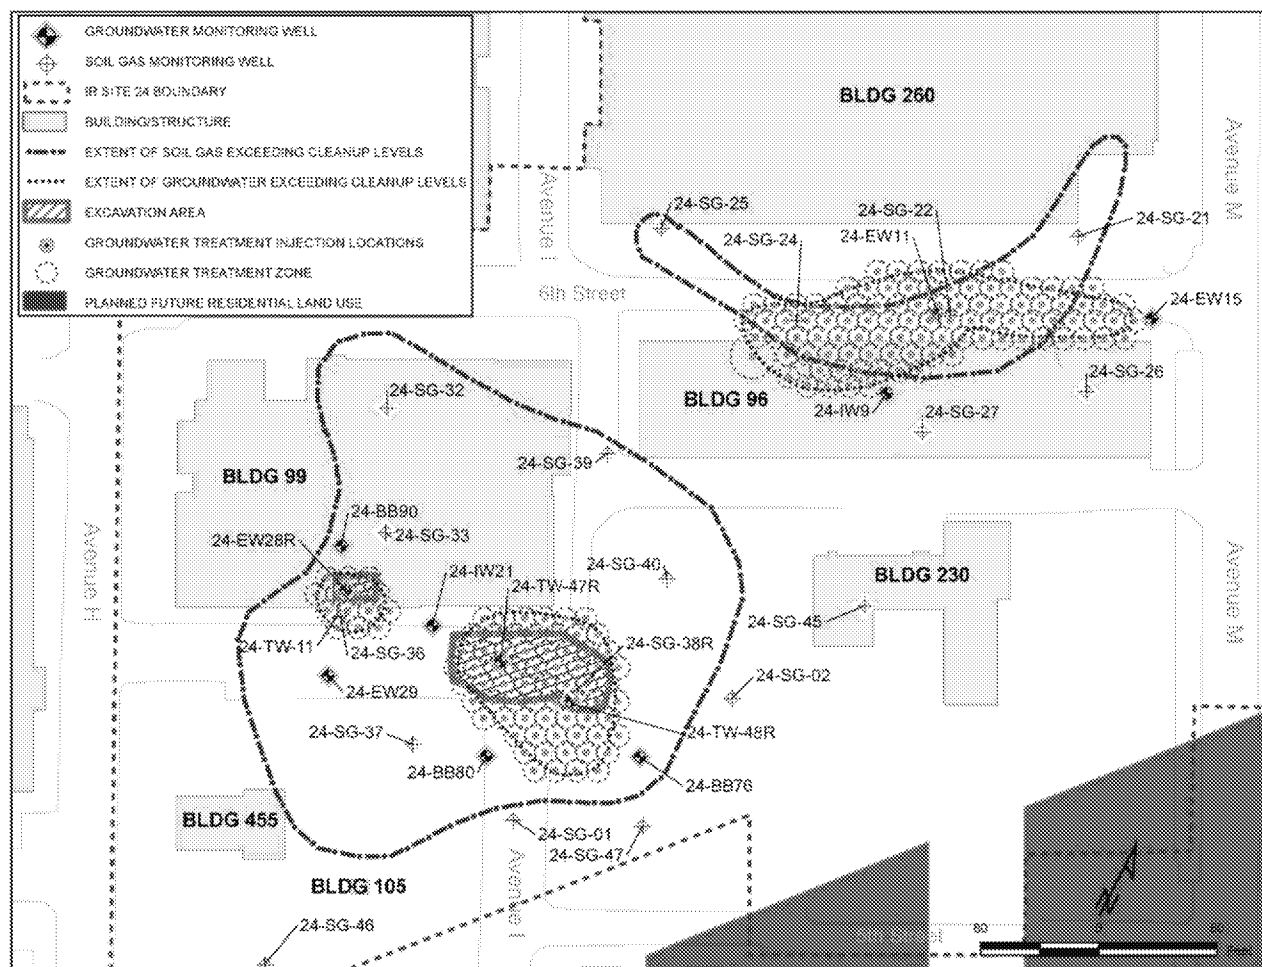 GROUNDWATER MONITORING WELL
SOIL GAS MONITORING WELL
IR SITE 24 BOUNDARY
BUILDING/STRUCTURE
EXTENT OF SOIL GAS EXCEEDING CLEANUP LEVELS
EXTENT OF GROUNDWATER EXCEEDING CLEANUP LEVELS
EXCAVATION AREA
GROUNDWATER TREATMENT INJECTION LOCATIONS
GROUNDWATER TREATMENT ZONE
PLANNED FUTURE RESIDENTIAL LAND USE
BLDG 260
Avenue M
Avenue I
24-SG-25
24-SG-22
24-SG-21
24-SG-24
24-EW11
6th Street
24-EW15
24-SG-32
24-SG-26
BLDG 96
24-IW9
24-SG-27
24-SG-39
BLDG 99
24-BB90
24-SG-33
24-EW28R
Avenue H
24-IW21
24-TW-47R
24-SG-40
BLDG 230
Avenue M
24-SG-45
24-TW-11
24-SG-36
24-SG-38R
24-EW29
24-SG-02
24-SG-37
24-TW-48R
24-BB80
24-BB76
BLDG 455
24-SG-01
24-SG-47
BLDG 105
Avenue I
24-SG-46
N
0